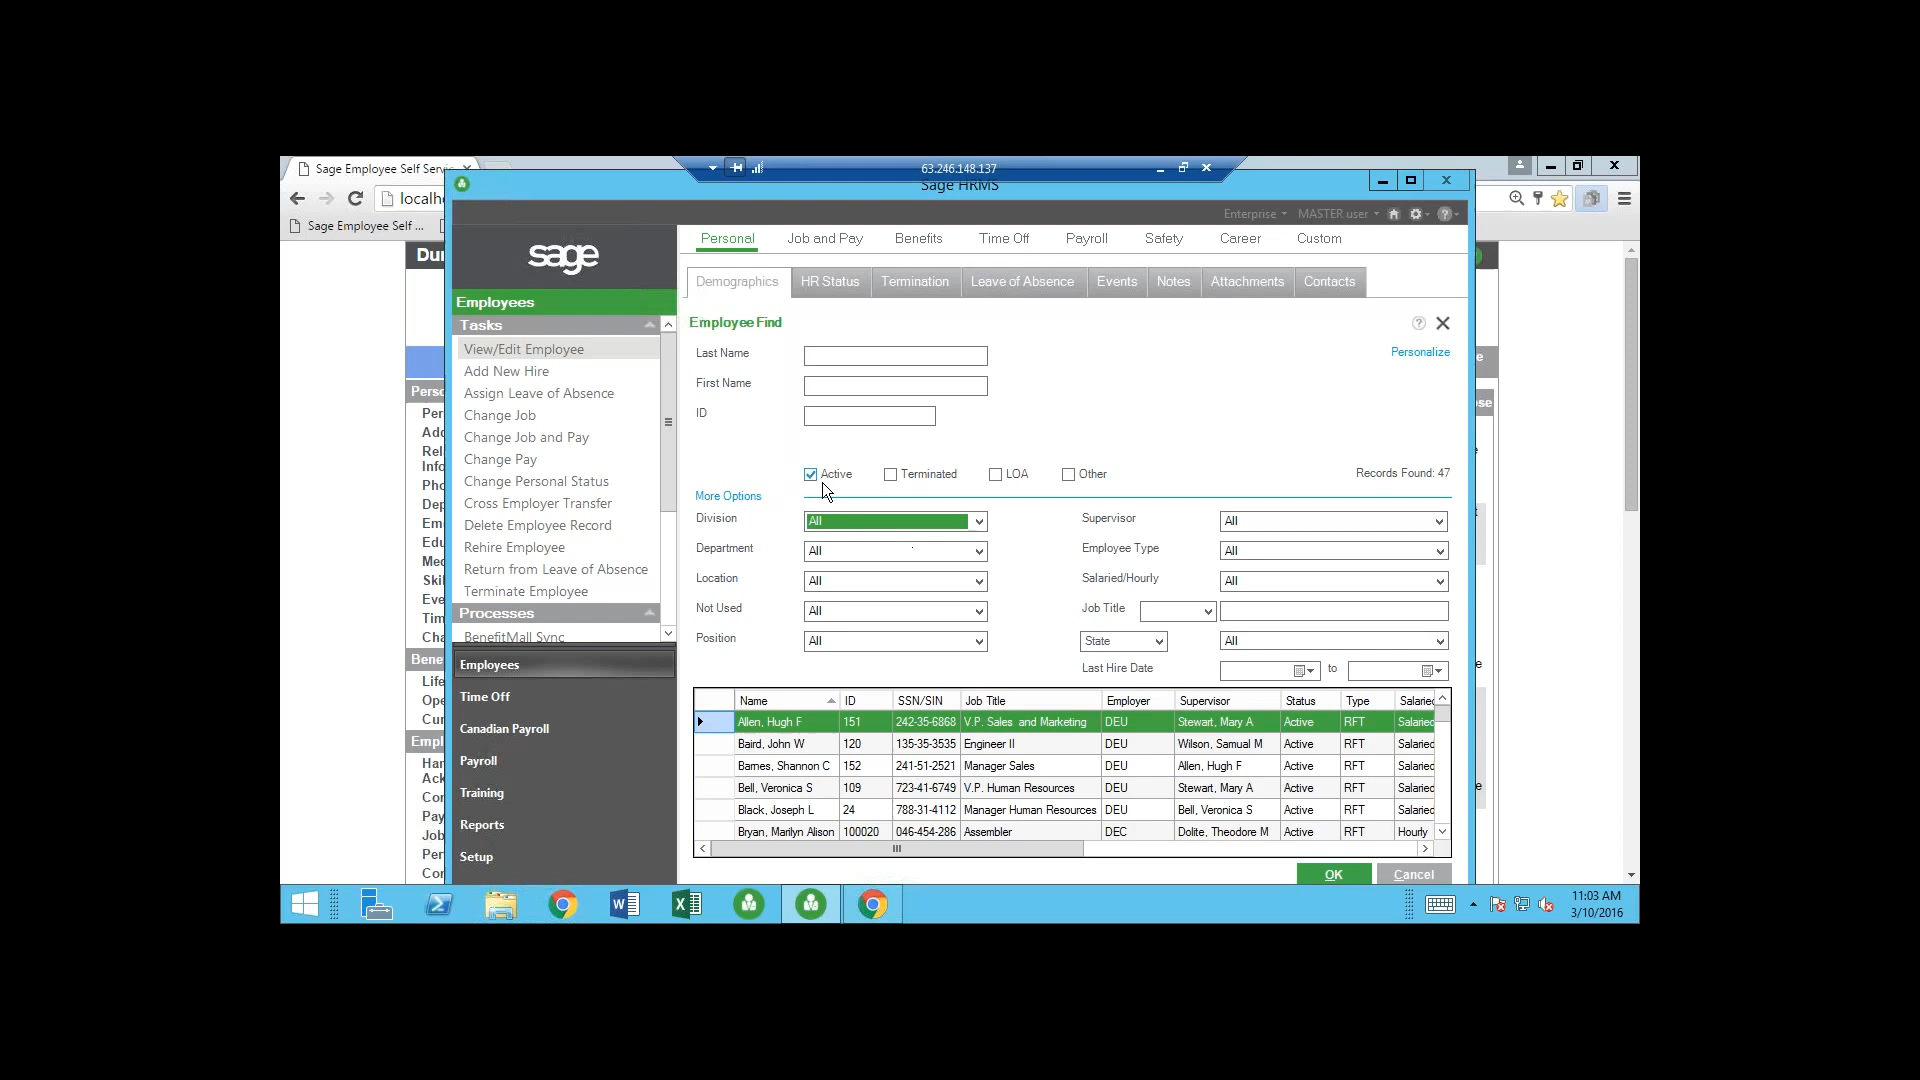 Sage Employee Self Servic
63.246.148.137
Sage HRMS
localh
Sage Employee Self ...
Enterprise
MASTER user
sage
Personal
Job and Pay
Benefits
Time Off
Payroll
Safety
Career
Custom
Demographics
HR Status
Termination
Leave of Absence
Events
Notes
Attachments
Contacts
Employees
Tasks
View/Edit Employee
Add New Hire
Assign Leave of Absence
Change Job
Change Job and Pay
Change Pay
Change Personal Status
Cross Employer Transfer
Delete Employee Record
Rehire Employee
Return from Leave of Absence
Terminate Employee
Processes
BenefitMall Sync
Employees
Time Off
Canadian Payroll
Payroll
Training
Reports
Setup
Employee Find
Personalize
Last Name
First Name
ID
Active
Terminated
LOA
Other
Records Found: 47
More Options
Division All
Supervisor All
Department All
Employee Type All
Location All
Salaried/Hourly All
Not Used All
Job Title
Position All
State All
Last Hire Date to
Name ID SSN/SIN Job Title Employer Supervisor Status Type Salaried
Allen, Hugh F 151 242-35-6868 V.P. Sales and Marketing DEU Stewart, Mary A Active RFT Salaried
Baird, John W 120 135-35-3535 Engineer II DEU Wilson, Samual M Active RFT Salaried
Barnes, Shannon C 152 241-51-2521 Manager Sales DEU Allen, Hugh F Active RFT Salaried
Bell, Veronica S 109 723-41-6749 V.P. Human Resources DEU Stewart, Mary A Active RFT Salaried
Black, Joseph L 24 788-31-4112 Manager Human Resources DEU Bell, Veronica S Active RFT Salaried
Bryan, Marilyn Alison 100020 046-454-286 Assembler DEC Dolite, Theodore M Active RFT Hourly
OK
Cancel
11:03 AM
3/10/2016